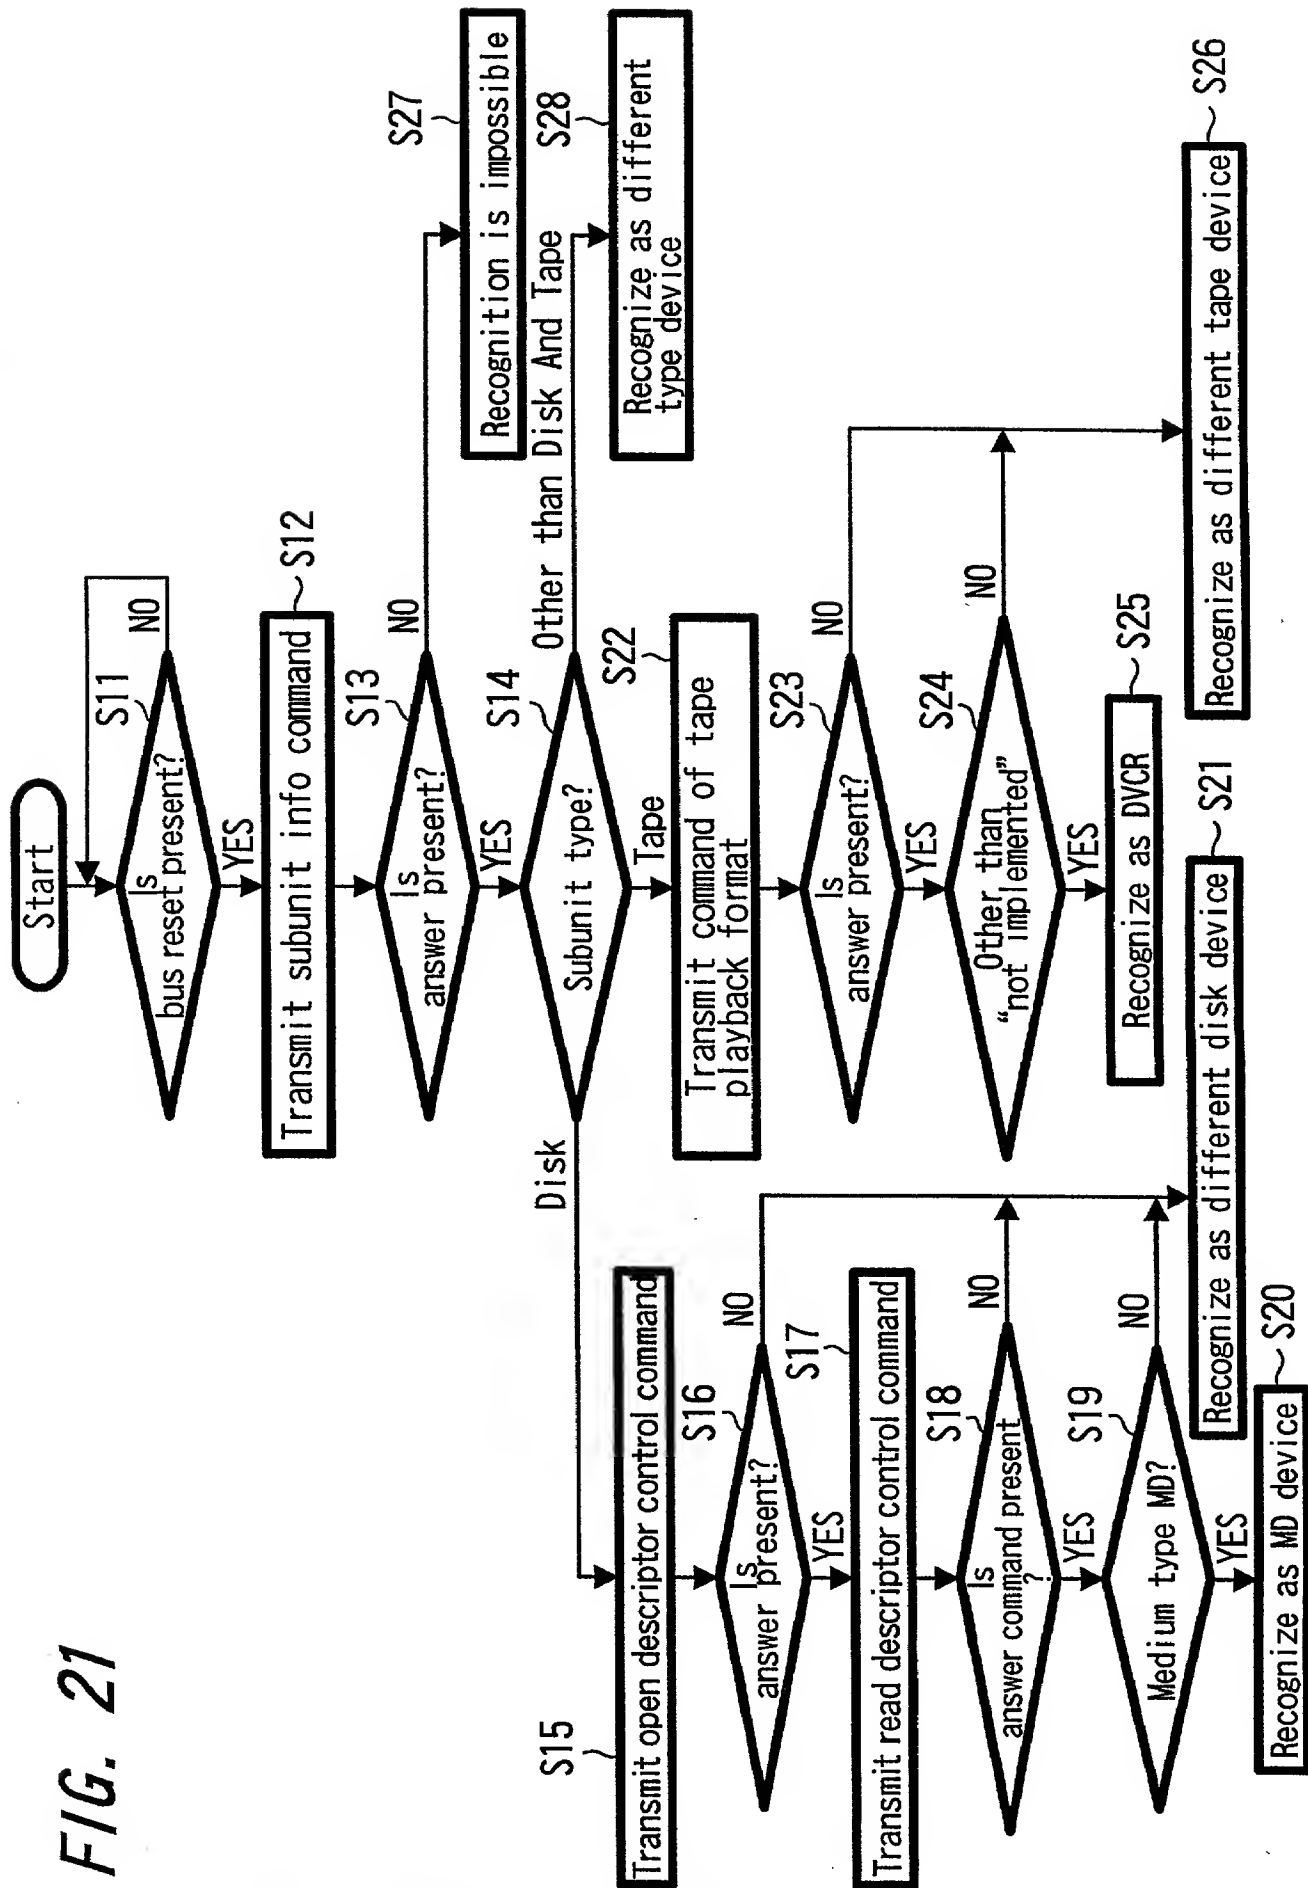 FIG. 21
Start
S11
Is
bus reset present?
NO
YES
S12
Transmit subunit info command
S13
Is
answer present?
NO
YES
S27
Recognition is impossible
S14
Subunit type?
Other than Disk And Tape
Disk
Tape
S28
Recognize as different
type device
S15
Transmit open descriptor control command
S16
Is
answer present?
NO
YES
S17
Transmit read descriptor control command
S18
Is
answer command present
?
NO
YES
S19
Medium type MD?
NO
YES
S20
Recognize as MD device
S21
Recognize as different disk device
S22
Transmit command of tape
playback format
S23
Is
answer present?
NO
YES
S24
Other than
“not implemented”
NO
YES
S25
Recognize as DVCR
S26
Recognize as different tape device